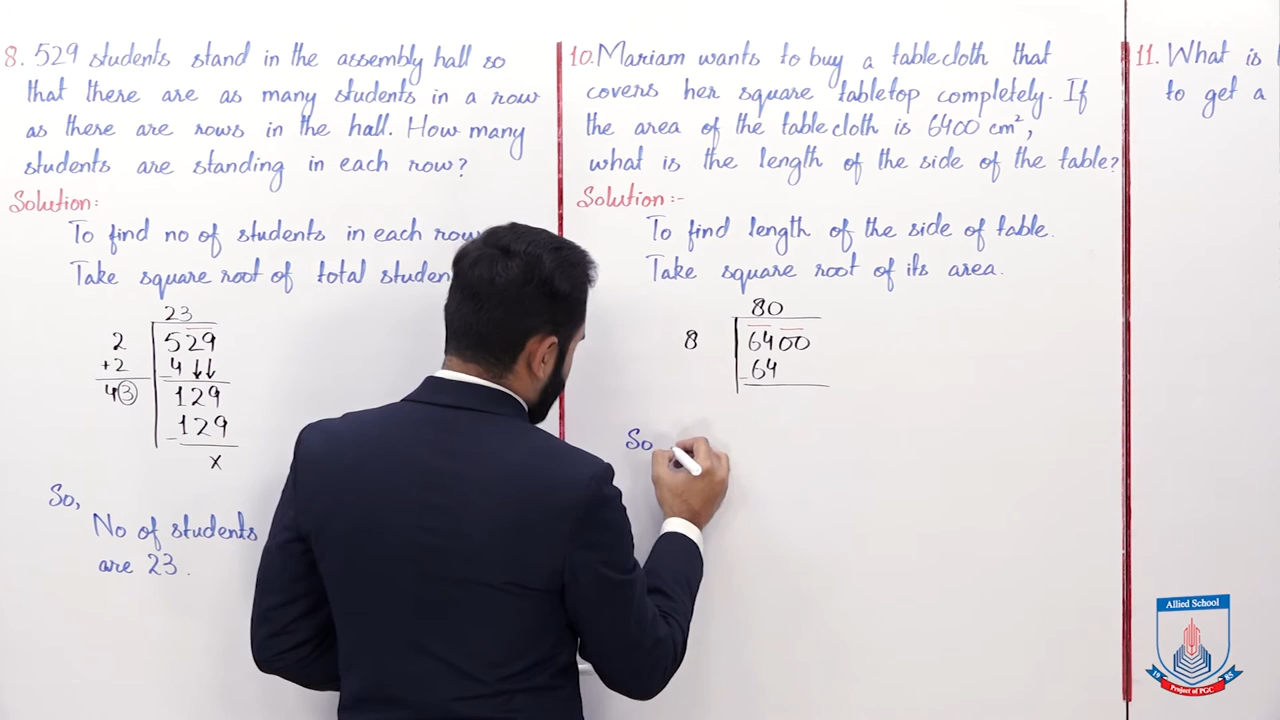 8. 529 students stand in the assembly hall so
that there are as many students in a row
as there are rows in the hall. How many
students are standing in each row?
Solution:
To find no of students in each row
Take square root of total studen
23
2 529
+2 -4↓↓
43 129
-129
x
So,
No of students
are 23.
10. Mariam wants to buy a tablecloth that
covers her square tabletop completely. If
the area of the tablecloth is 6400 cm²,
what is the length of the side of the table?
Solution:-
To find length of the side of table.
Take square root of its area.
80
8 6400
-64
So
11. What is
to get a
Allied School
19 85
Project of PGC